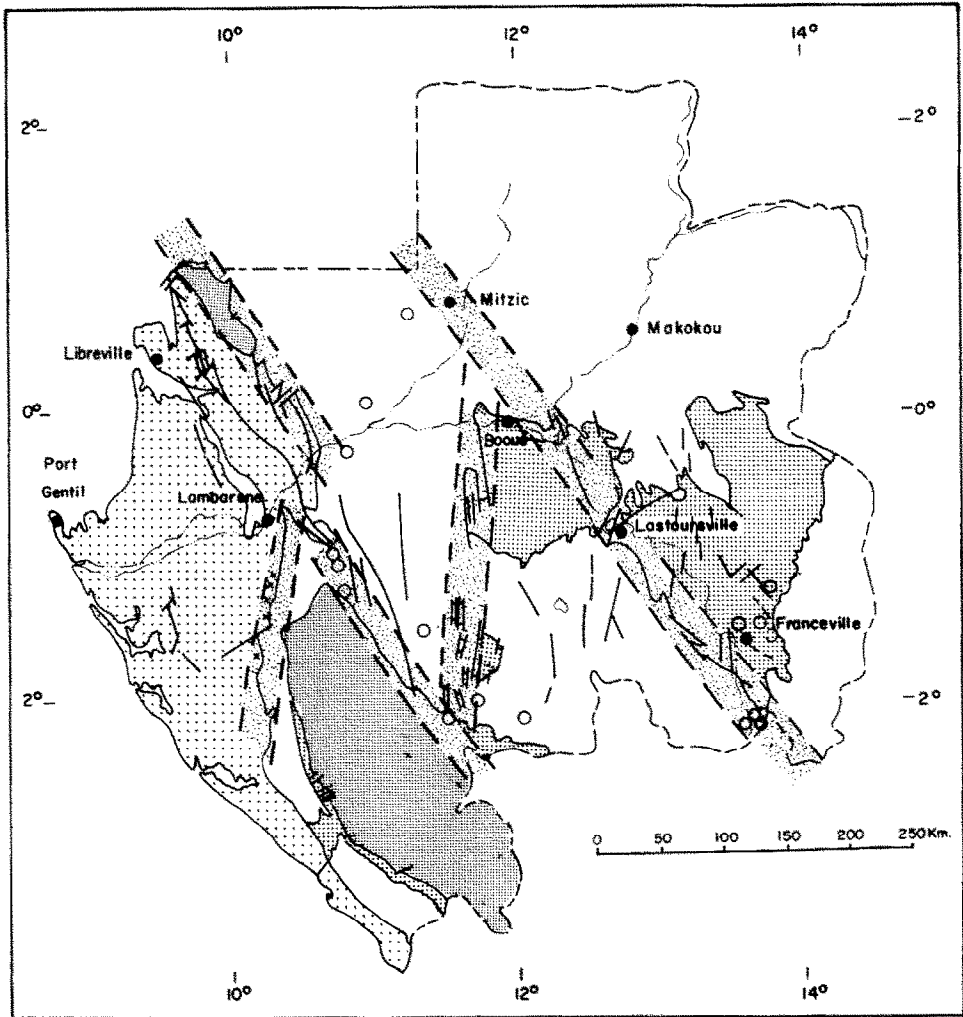 10° 12° 14°
2° 2°
Mitzic
Makokou
Libreville
0° 0°
Booué
Port
Gentil
Lambaréné
Lastoursville
Franceville
2° 2°
0 50 100 150 200 250 Km.
10° 12° 14°